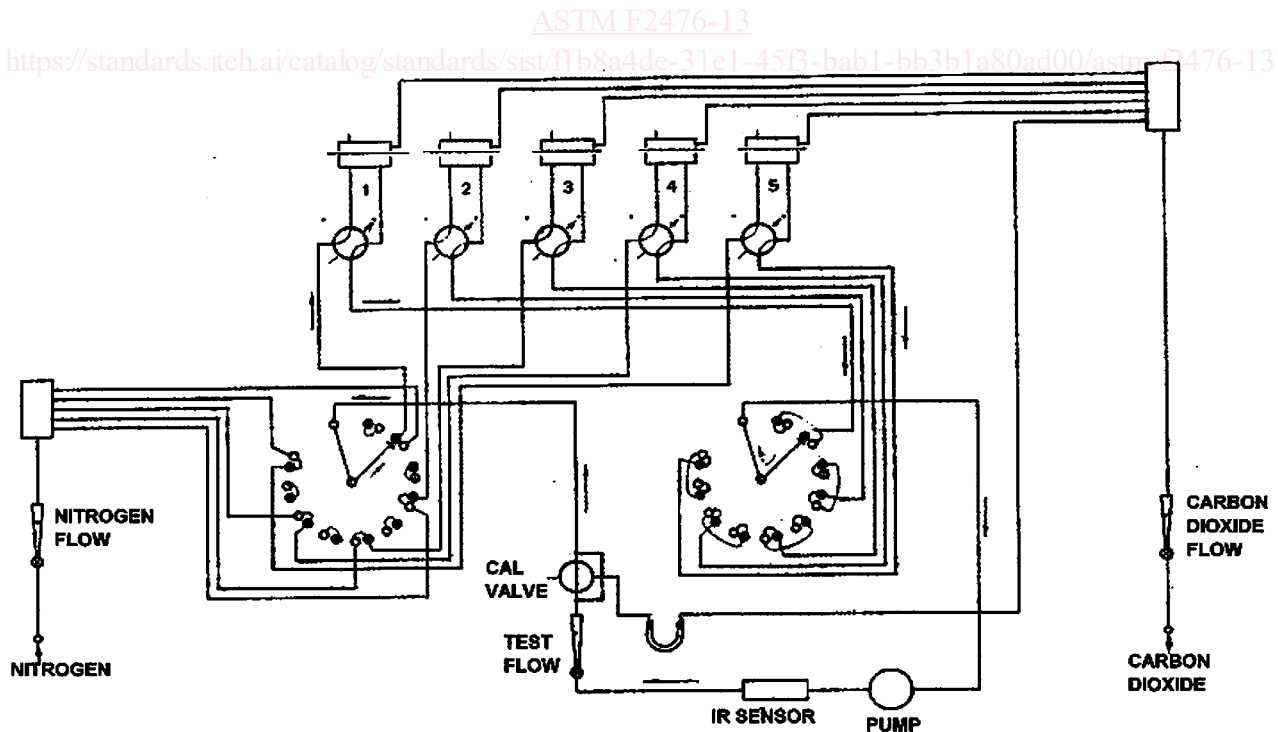 ASTM F2476-13
https://standards.iteh.ai/catalog/standards/sist/f1b8a4de-31e1-45f3-bab1-bb3b1a80ad00/astm-f2476-13
1
2
3
4
5
NITROGEN
FLOW
NITROGEN
CAL
VALVE
TEST
FLOW
IR SENSOR
PUMP
CARBON
DIOXIDE
FLOW
CARBON
DIOXIDE